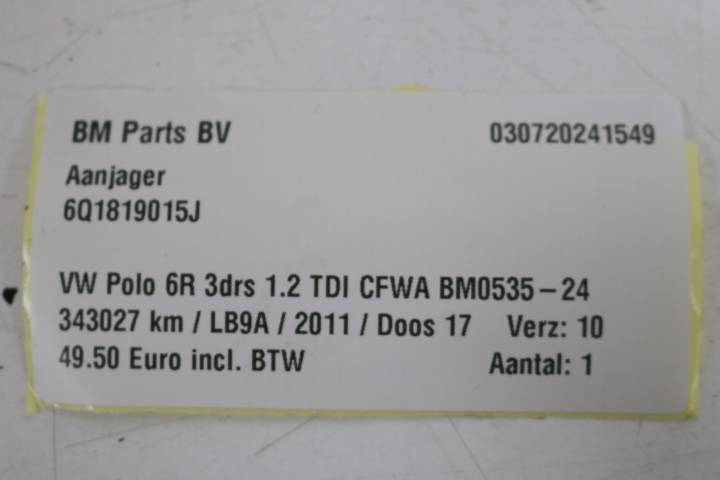 BM Parts BV 030720241549
Aanjager
6Q1819015J
VW Polo 6R 3drs 1.2 TDI CFWA BM0535-24
343027 km / LB9A / 2011 / Doos 17 Verz: 10
49.50 Euro incl. BTW Aantal: 1